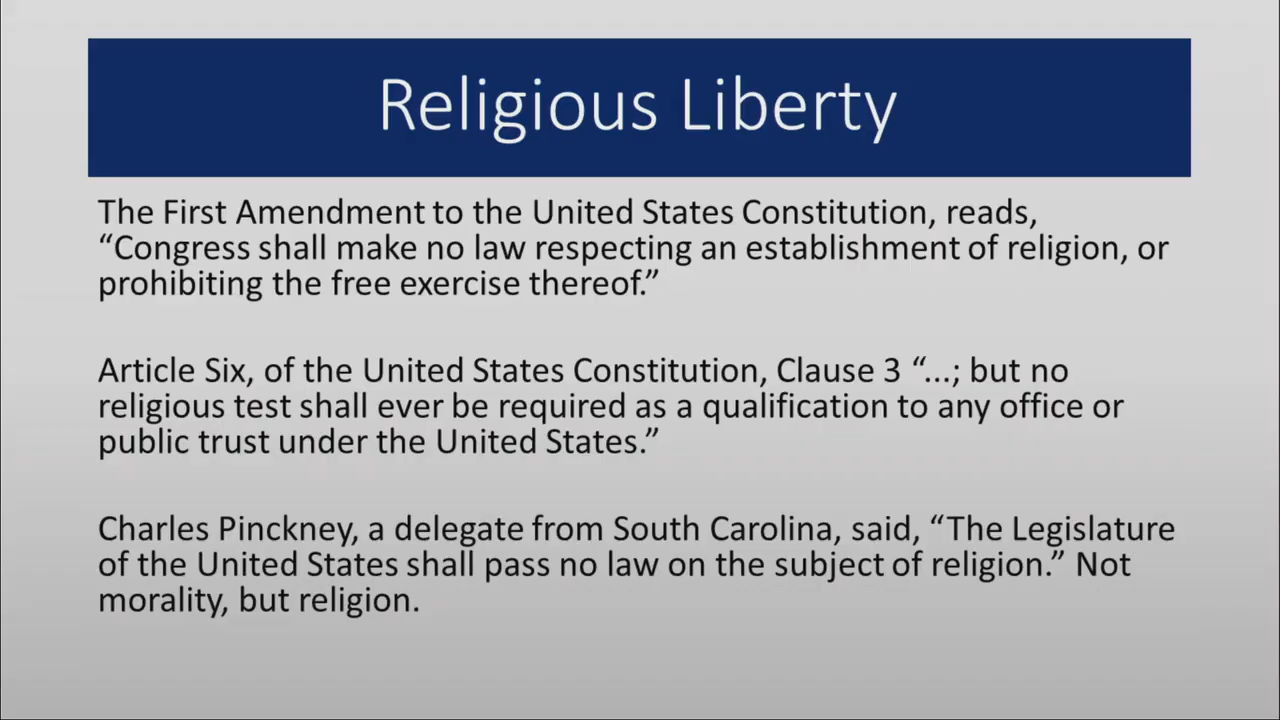 Religious Liberty
The First Amendment to the United States Constitution, reads,
“Congress shall make no law respecting an establishment of religion, or
prohibiting the free exercise thereof.”
Article Six, of the United States Constitution, Clause 3 “...; but no
religious test shall ever be required as a qualification to any office or
public trust under the United States.”
Charles Pinckney, a delegate from South Carolina, said, “The Legislature
of the United States shall pass no law on the subject of religion.” Not
morality, but religion.